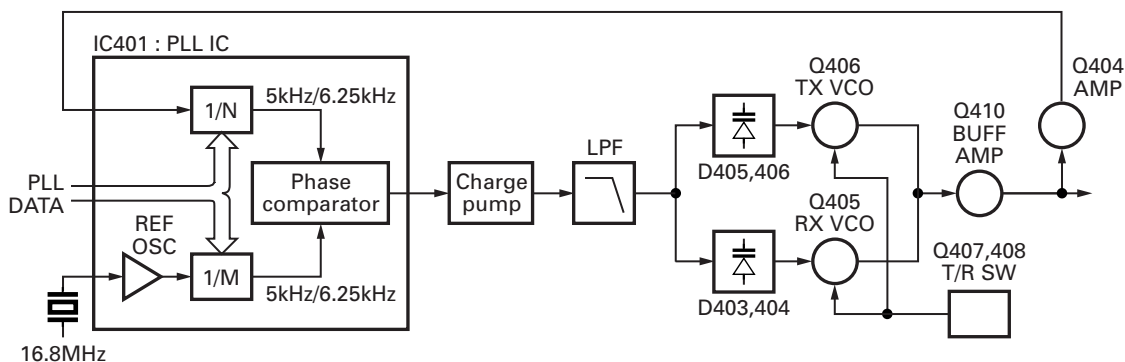 IC401 : PLL IC
1/N
5kHz/6.25kHz
PLL
DATA
Phase
comparator
REF
OSC
1/M
5kHz/6.25kHz
16.8MHz
Charge
pump
LPF
D405,406
Q406
TX VCO
Q405
RX VCO
D403,404
Q410
BUFF
AMP
Q404
AMP
Q407,408
T/R SW